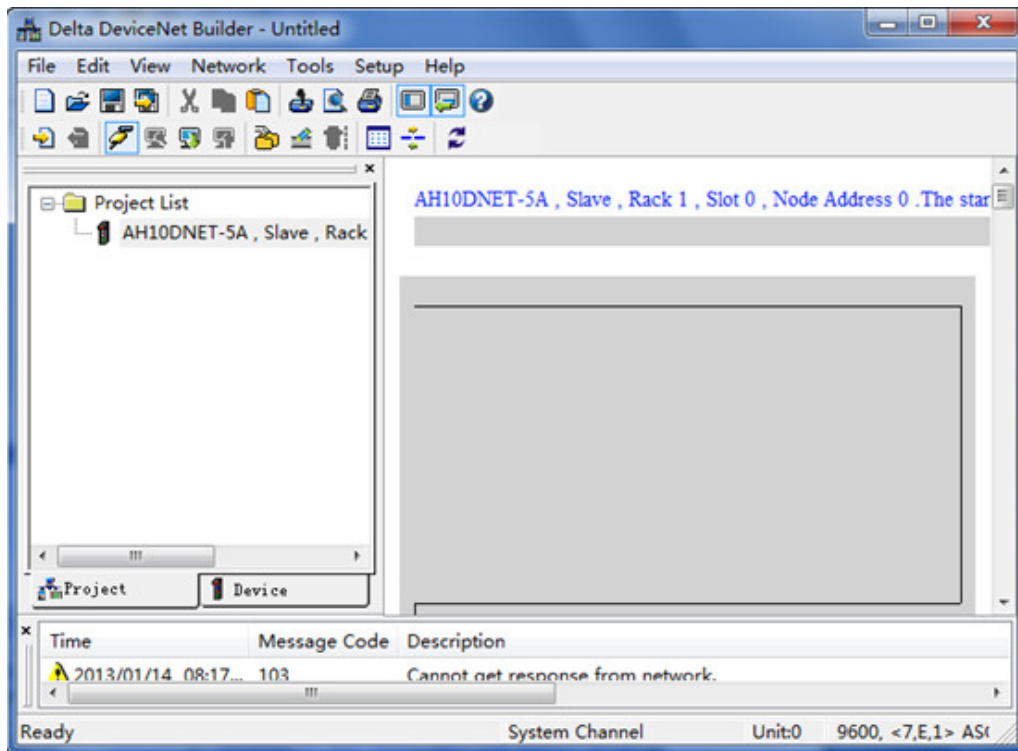 Delta DeviceNet Builder - Untitled
File Edit View Network Tools Setup Help
Project List
AH10DNET-5A , Slave , Rack
AH10DNET-5A , Slave , Rack 1 , Slot 0 , Node Address 0 .The star
Project Device
Time Message Code Description
2013/01/14 08:17... 103 Cannot get response from network.
Ready System Channel Unit:0 9600, <7,E,1> ASC